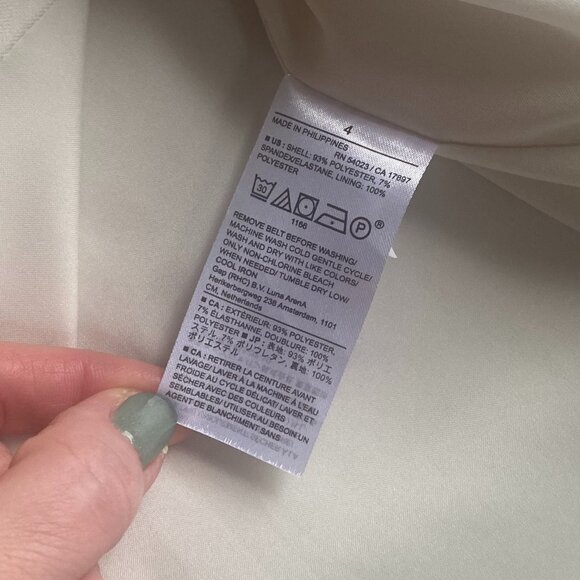 4
MADE IN PHILIPPINES
RN 54023 / CA 17897
■ US : SHELL: 93% POLYESTER, 7%
SPANDEX/ELASTANE, LINING: 100%
POLYESTER
30 P ®
1166
REMOVE BELT BEFORE WASHING/
MACHINE WASH COLD GENTLE CYCLE/
WASH AND DRY WITH LIKE COLORS/
ONLY NON-CHLORINE BLEACH
WHEN NEEDED/ TUMBLE DRY LOW/
COOL IRON
Gap (RHC) B.V. Luna ArenA
Herikerbergweg 238 Amsterdam, 1101
CM, Netherlands
■ CA : EXTÉRIEUR: 93% POLYESTER,
7% ÉLASTHANNE, DOUBLURE: 100%
POLYESTER ■ JP : 表地: 93% ポリエ
ステル 7% ポリウレタン 裏地: 100%
ポリエステル
■ CA : RETIRER LA CEINTURE AVANT
LAVAGE/ LAVER À LA MACHINE À L'EAU
FROIDE AU CYCLE DÉLICAT/ LAVER ET
SÉCHER AVEC DES COULEURS
SEMBLABLES/ UTILISER AU BESOIN UN
AGENT DE BLANCHIMENT SANS